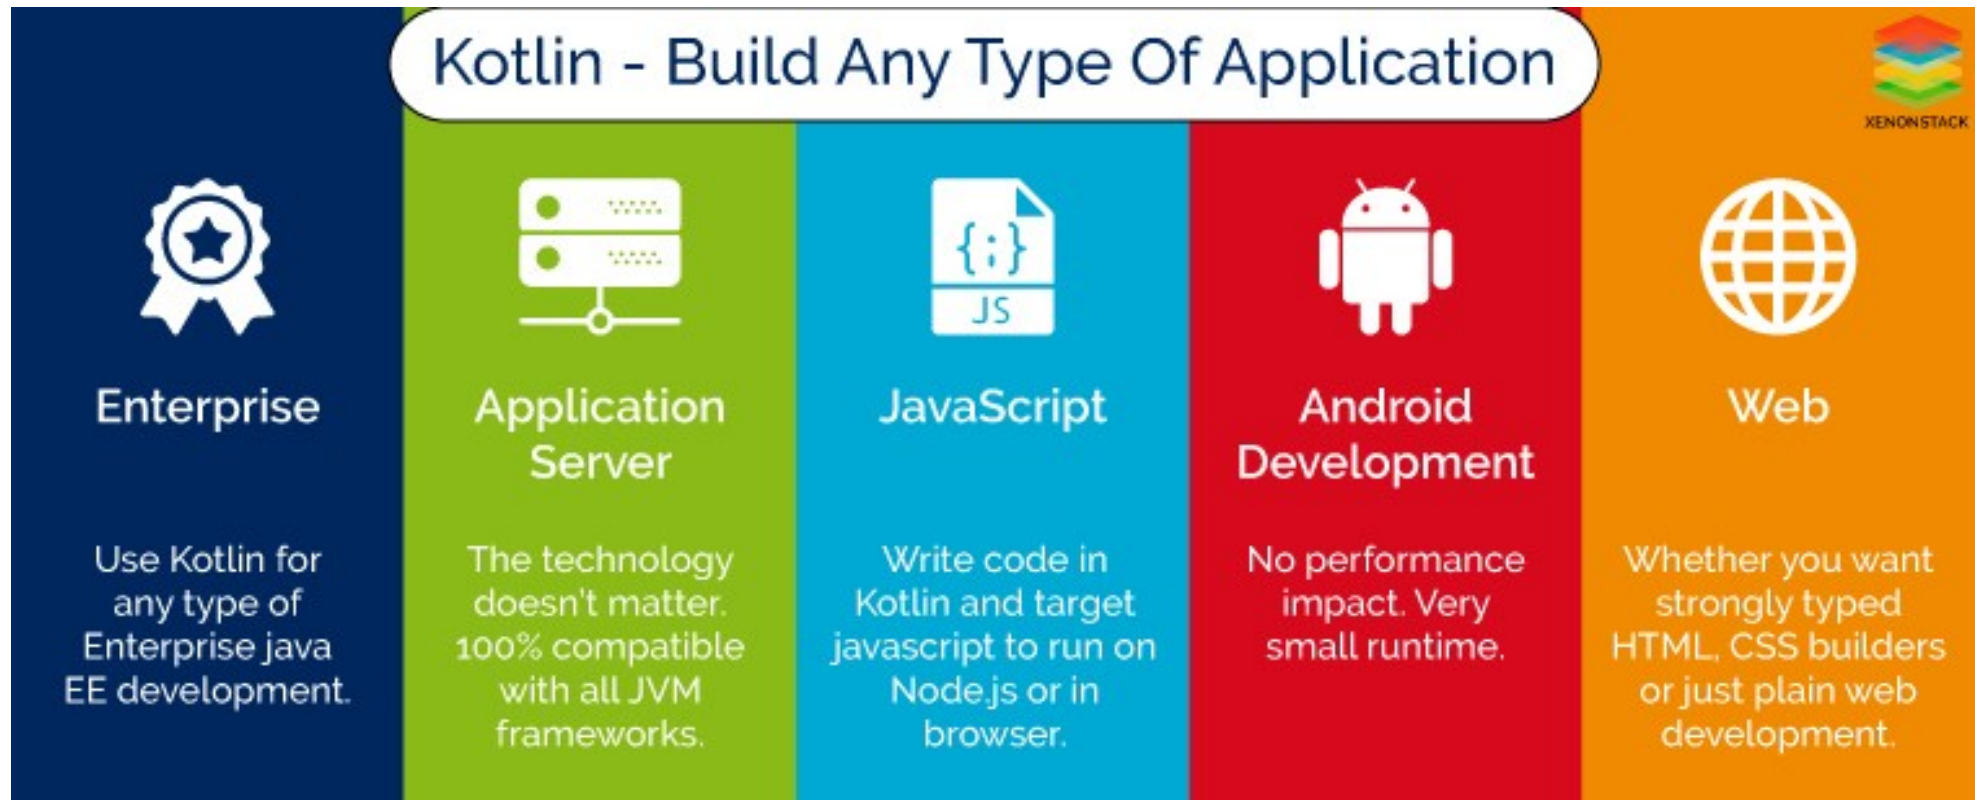 Kotlin - Build Any Type Of Application
XENONSTACK
{;}
JS
Enterprise
Use Kotlin for
any type of
Enterprise java
EE development.
Application
Server
The technology
doesn't matter.
100% compatible
with all JVM
frameworks.
JavaScript
Write code in
Kotlin and target
javascript to run on
Node.js or in
browser.
Android
Development
No performance
impact. Very
small runtime.
Web
Whether you want
strongly typed
HTML, CSS builders
or just plain web
development.